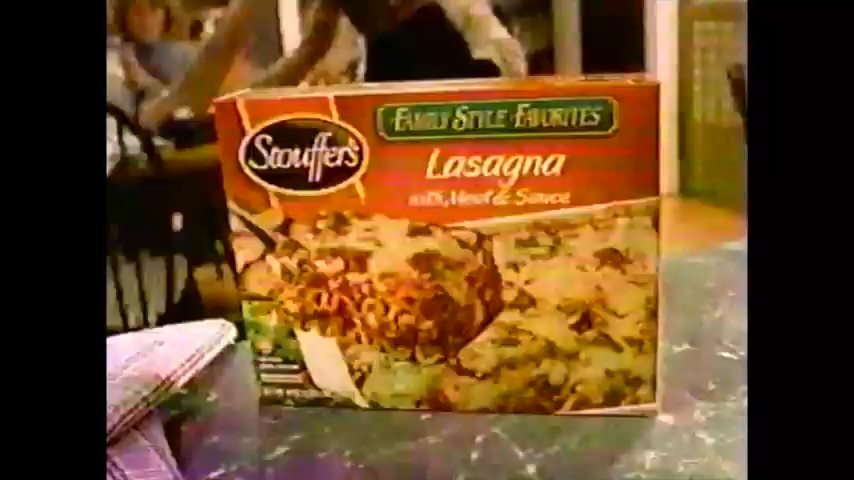 Stouffer's
FAMILY STYLE FAVORITES
Lasagna
with Meat & Sauce